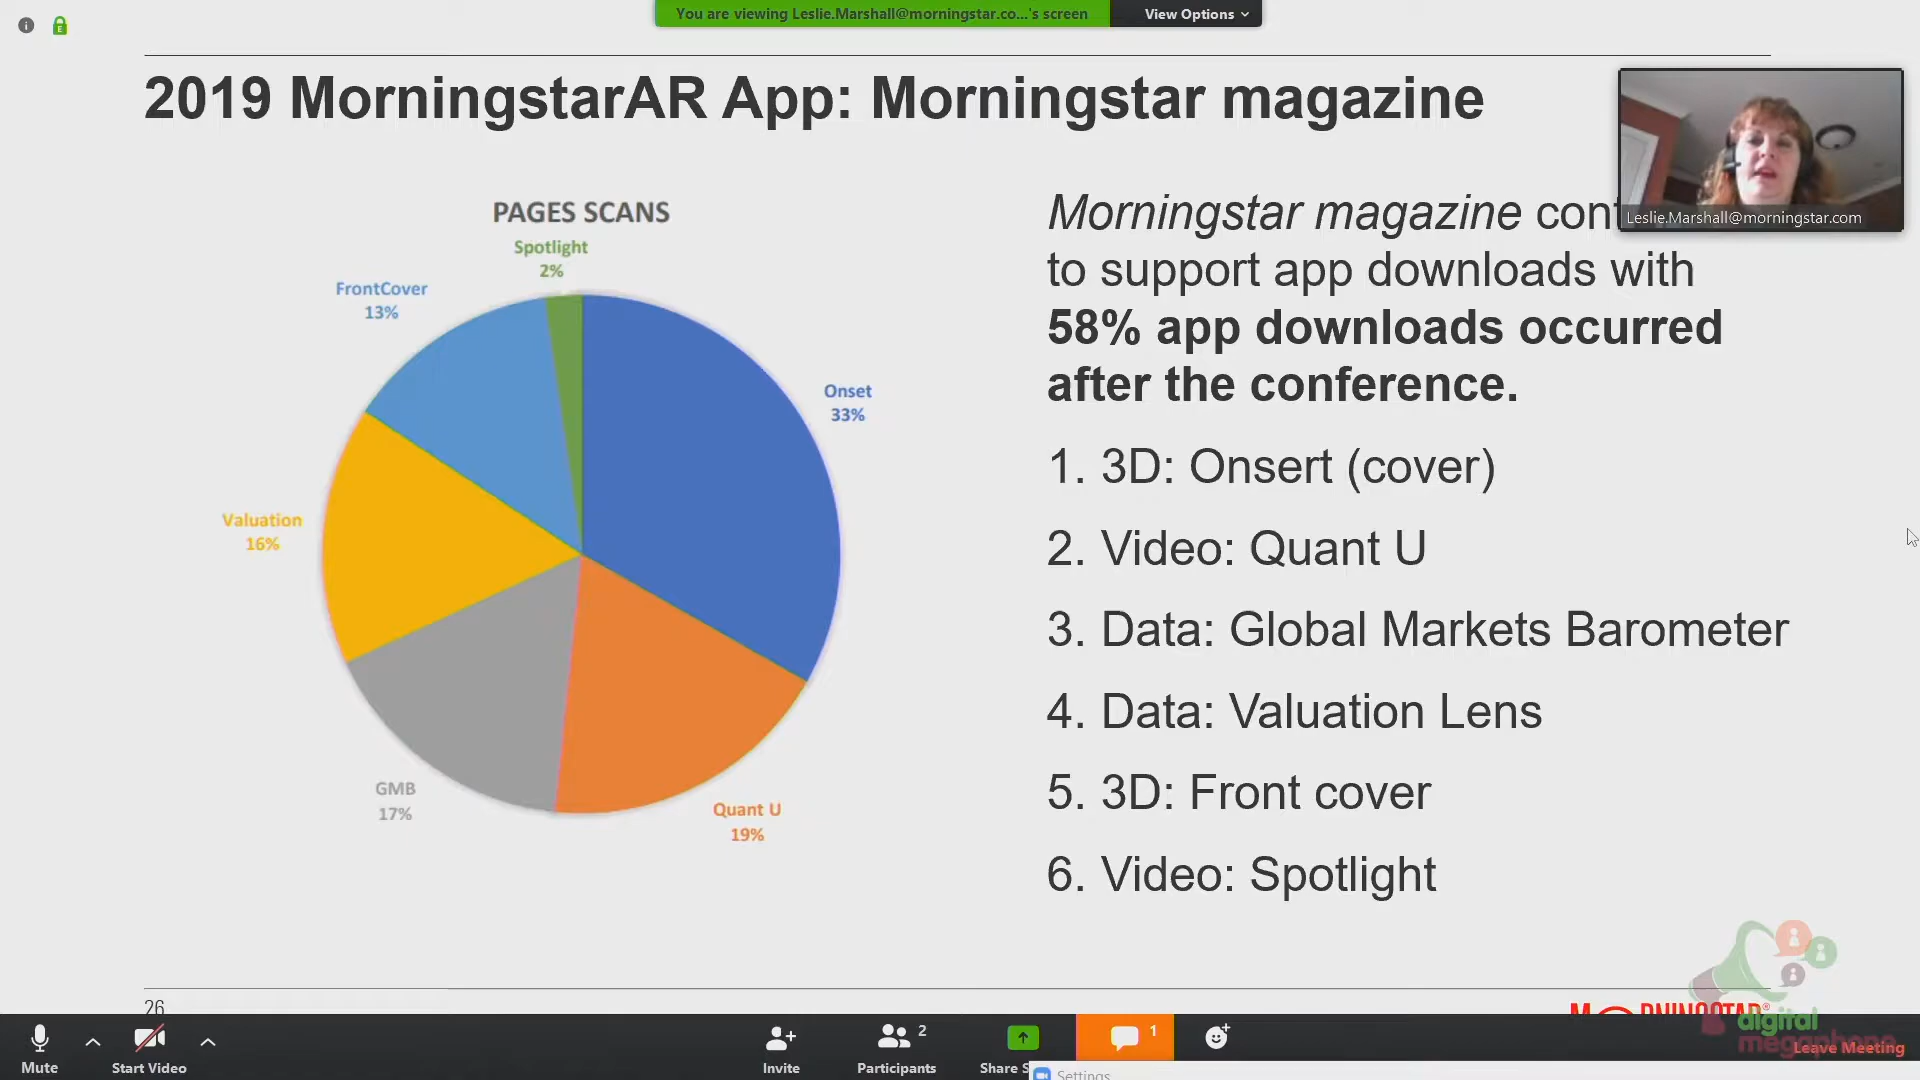 You are viewing Leslie.Marshall@morningstar.co...'s screen
View Options
2019 MorningstarAR App: Morningstar magazine
Leslie.Marshall@morningstar.com
PAGES SCANS
Spotlight
2%
FrontCover
13%
Onset
33%
Valuation
16%
GMB
17%
Quant U
19%
Morningstar magazine
to support app downloads with
58% app downloads occurred
after the conference.
1. 3D: Onsert (cover)
2. Video: Quant U
3. Data: Global Markets Barometer
4. Data: Valuation Lens
5. 3D: Front cover
6. Video: Spotlight
26
digital
megaphone
Mute
Start Video
Invite
2
Participants
Share
1
Leave Meeting
Settings